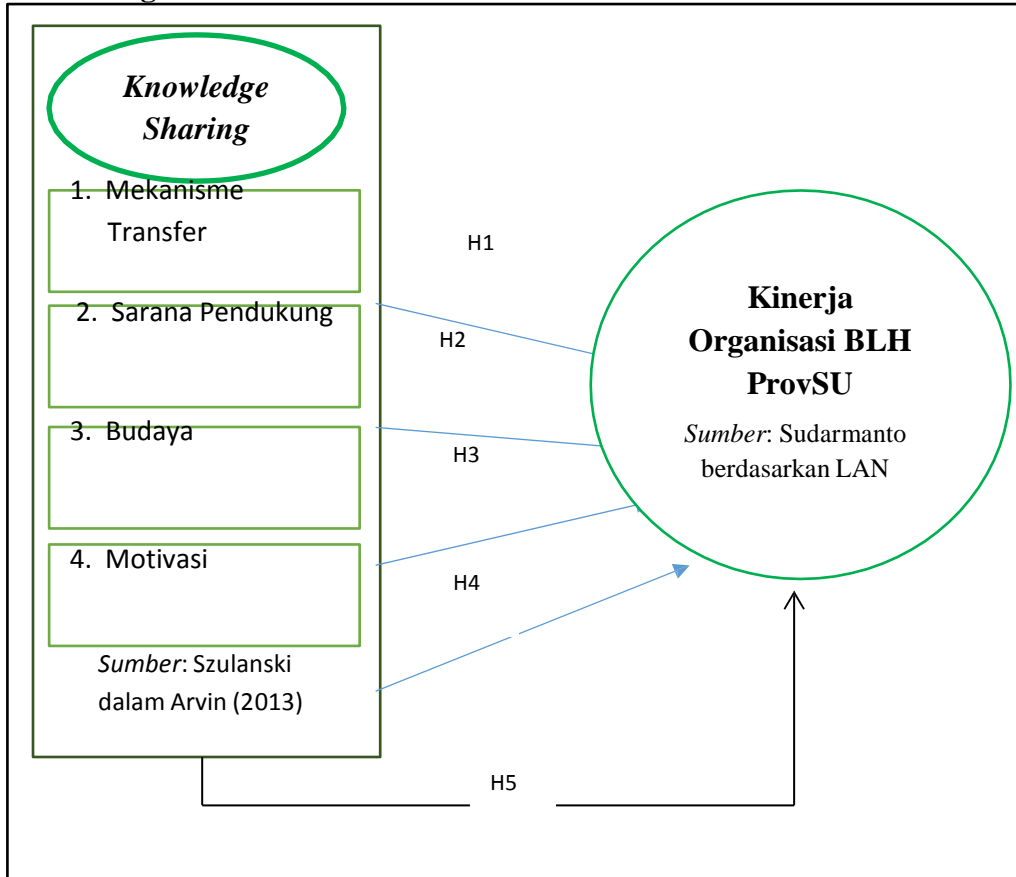 Knowledge
Sharing
1. Mekanisme
Transfer
2. Sarana Pendukung
3. Budaya
4. Motivasi
Sumber: Szulanski
dalam Arvin (2013)
H1
H2
H3
H4
H5
Kinerja
Organisasi BLH
ProvSU
Sumber: Sudarmanto
berdasarkan LAN